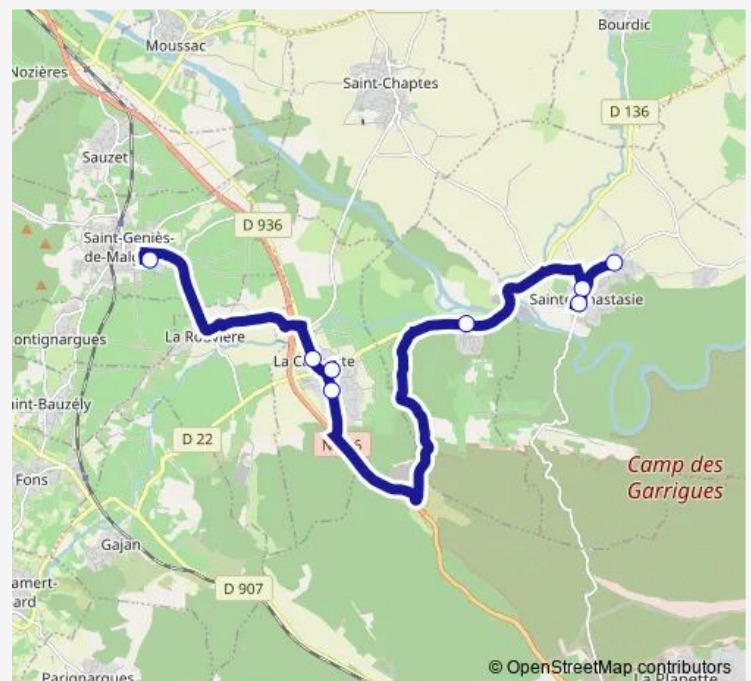 Bourdic
Moussac
Nozières
Saint-Chaptes
D 136
Sauzet
D 936
Saint-Geniès-
de-Mal
Sainte
nastasie
La Rouvière
ontignargues
La C
te
aint-Bauzély
D 22
N
6
Camp des
Garrigues
Fons
Gajan
amert-
ard
D 907
© OpenStreetMap contributors
Parignargues